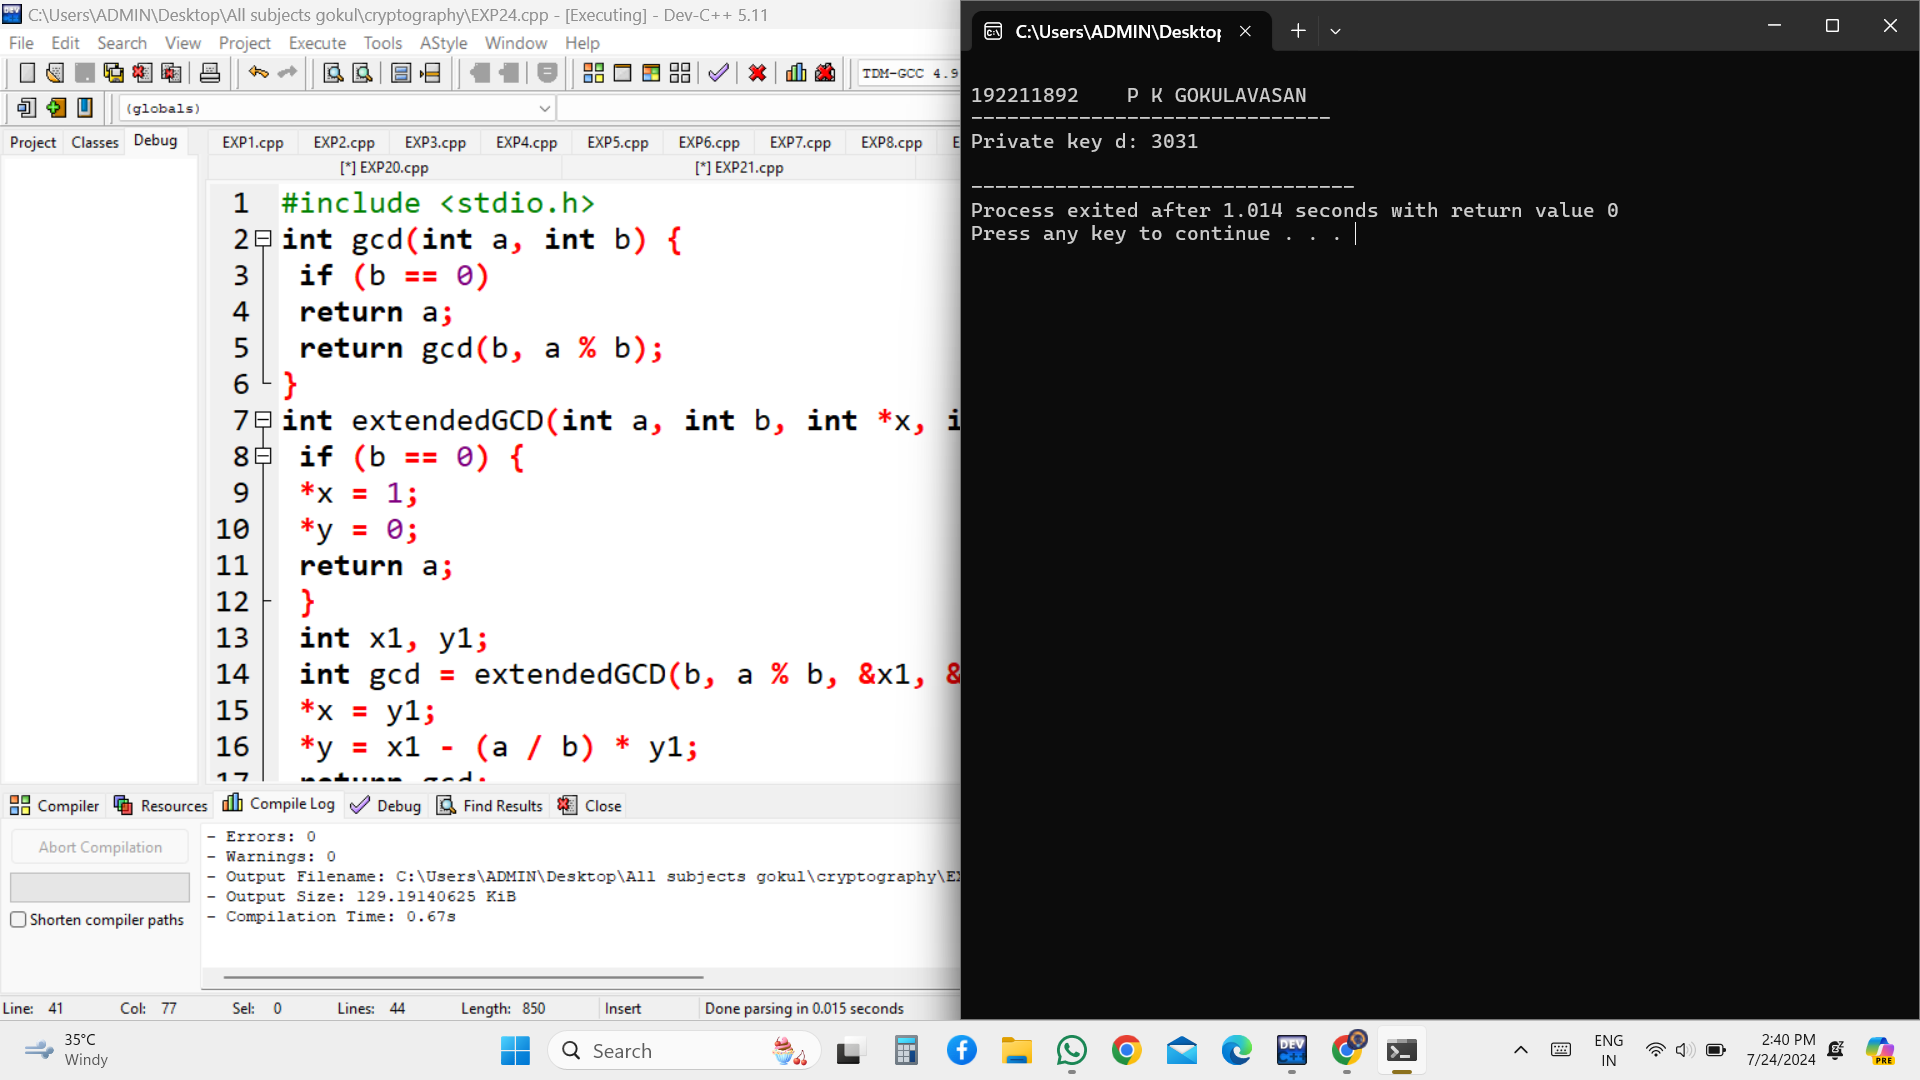 C:\Users\ADMIN\Desktop\All subjects gokul\cryptography\EXP24.cpp - [Executing] - Dev-C++ 5.11
File Edit Search View Project Execute Tools AStyle Window Help
TDM-GCC 4.9
(globals)
Project Classes Debug
EXP1.cpp EXP2.cpp EXP3.cpp EXP4.cpp EXP5.cpp EXP6.cpp EXP7.cpp EXP8.cpp E
[*] EXP20.cpp [*] EXP21.cpp
1 #include <stdio.h>
2 int gcd(int a, int b) {
3 if (b == 0)
4 return a;
5 return gcd(b, a % b);
6 }
7 int extendedGCD(int a, int b, int *x, i
8 if (b == 0) {
9 *x = 1;
10 *y = 0;
11 return a;
12 }
13 int x1, y1;
14 int gcd = extendedGCD(b, a % b, &x1, &
15 *x = y1;
16 *y = x1 - (a / b) * y1;
17 return gcd;
Compiler Resources Compile Log Debug Find Results Close
Abort Compilation
Shorten compiler paths
- Errors: 0
- Warnings: 0
- Output Filename: C:\Users\ADMIN\Desktop\All subjects gokul\cryptography\EX
- Output Size: 129.19140625 KiB
- Compilation Time: 0.67s
Line: 41 Col: 77 Sel: 0 Lines: 44 Length: 850 Insert Done parsing in 0.015 seconds
C:\Users\ADMIN\Desktop
192211892    P K GOKULAVASAN
------------------------------
Private key d: 3031
--------------------------------
Process exited after 1.014 seconds with return value 0
Press any key to continue . . .
35°C
Windy
Search
DEV C++
ENG
IN
2:40 PM
7/24/2024
PRE